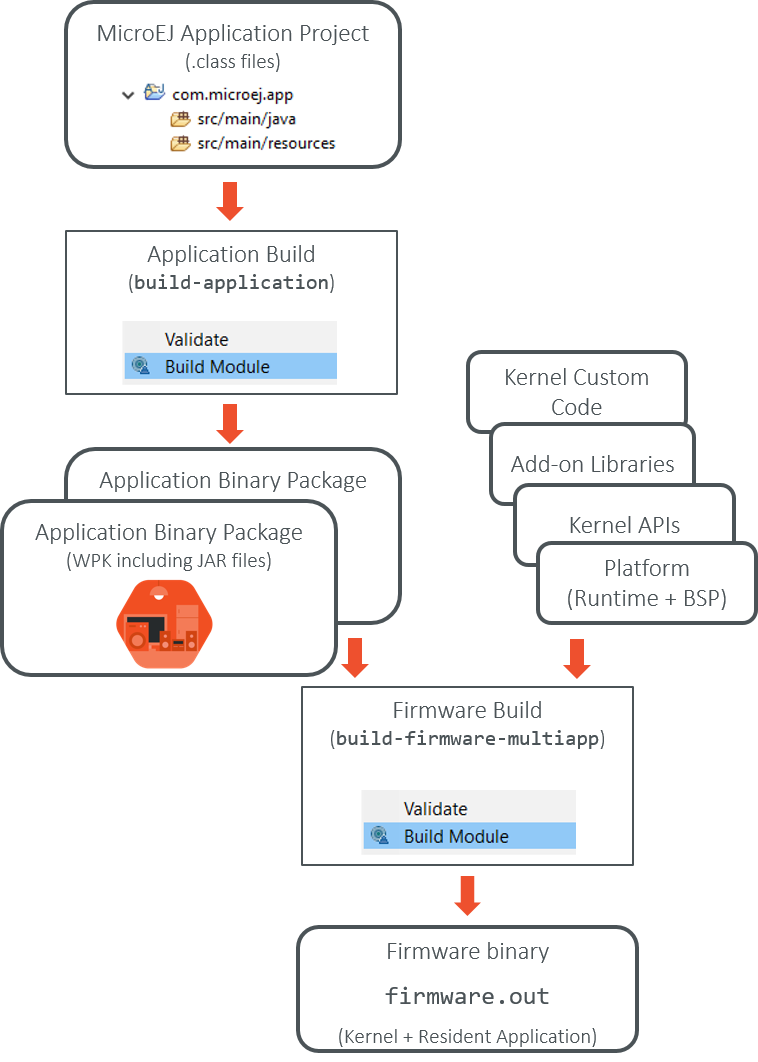 MicroEJ Application Project
(.class files)
com.microej.app
src/main/java
src/main/resources
Application Build
(build-application)
Validate
Build Module
Application Binary Package
Application Binary Package
(WPK including JAR files)
Kernel Custom
Code
Add-on Libraries
Kernel APIs
Platform
(Runtime + BSP)
Firmware Build
(build-firmware-multiapp)
Validate
Build Module
Firmware binary
firmware.out
(Kernel + Resident Application)